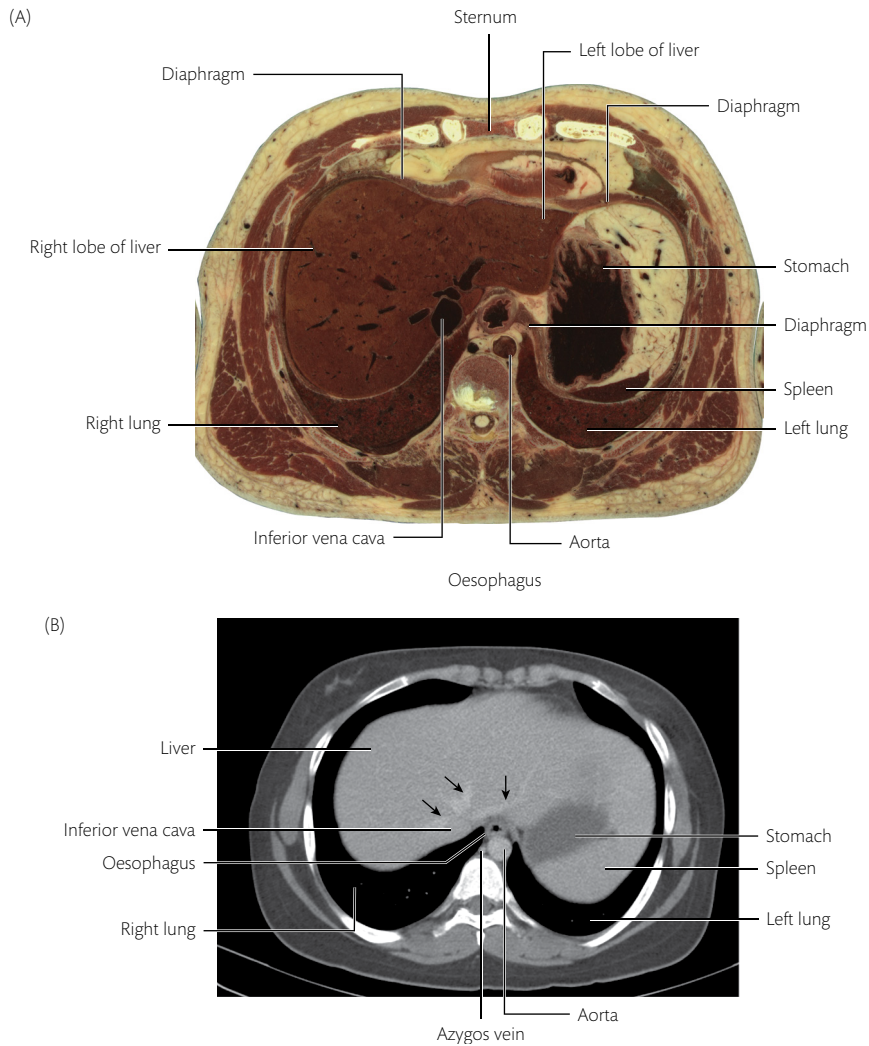 (A)
Sternum
Left lobe of liver
Diaphragm
Diaphragm
Right lobe of liver
Stomach
Diaphragm
Spleen
Right lung
Left lung
Inferior vena cava
Aorta
Oesophagus
(B)
Liver
Inferior vena cava
Stomach
Oesophagus
Spleen
Left lung
Right lung
Aorta
Azygos vein